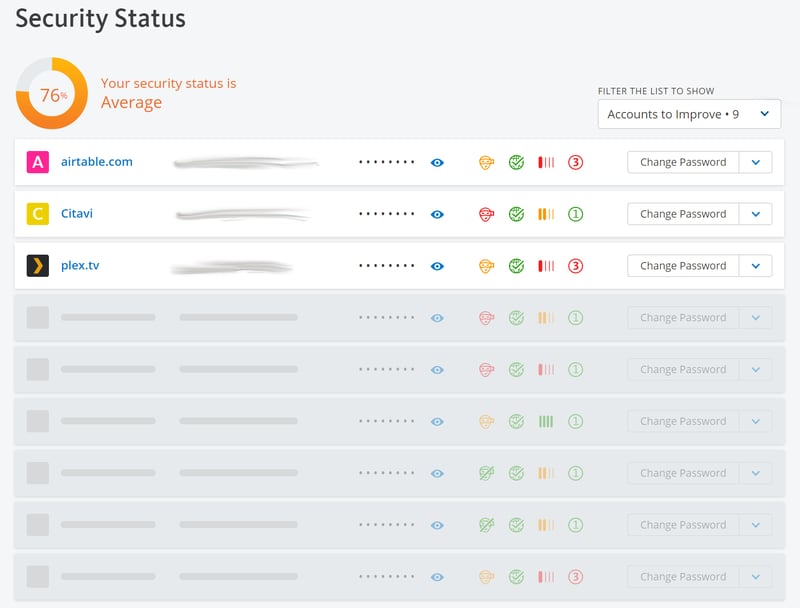 Security Status
76%
Your security status is
Average
FILTER THE LIST TO SHOW
Accounts to Improve • 9
A airtable.com •••••••• 3 Change Password
C Citavi •••••••• 1 Change Password
plex.tv •••••••• 3 Change Password
•••••••• 1 Change Password
•••••••• 1 Change Password
•••••••• 1 Change Password
•••••••• 1 Change Password
•••••••• 1 Change Password
•••••••• 3 Change Password